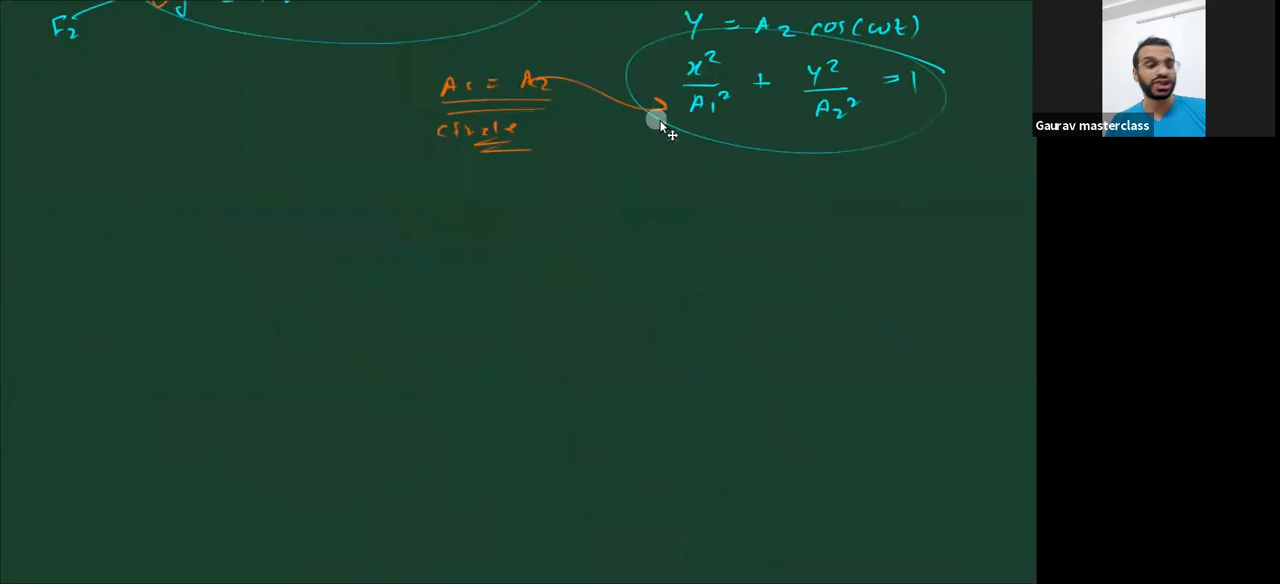 F2
y = A2 cos(ωt)
x²/A1² + y²/A2² = 1
A1 = A2
circle
Gaurav masterclass